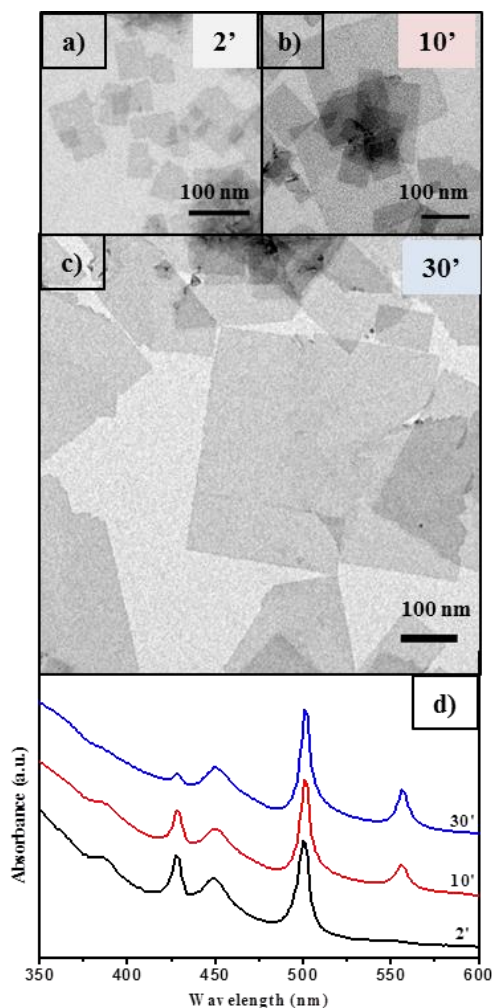 a)
2’
b)
10’
100 nm
100 nm
c)
30’
100 nm
d)
Absorbance (a.u.)
30'
10'
2'
350 400 450 500 550 600
Wavelength (nm)